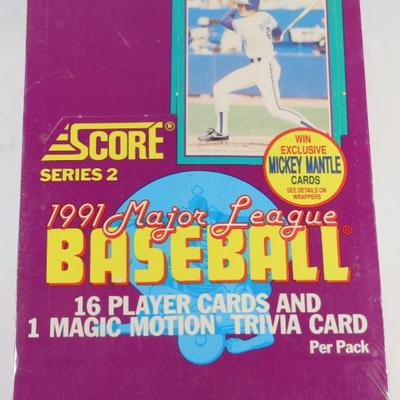 SCORE®
SERIES 2
WIN
EXCLUSIVE
MICKEY MANTLE
CARDS
SEE DETAILS ON
WRAPPERS
1991 Major League
BASEBALL®
16 PLAYER CARDS AND
1 MAGIC MOTION® TRIVIA CARD
Per Pack